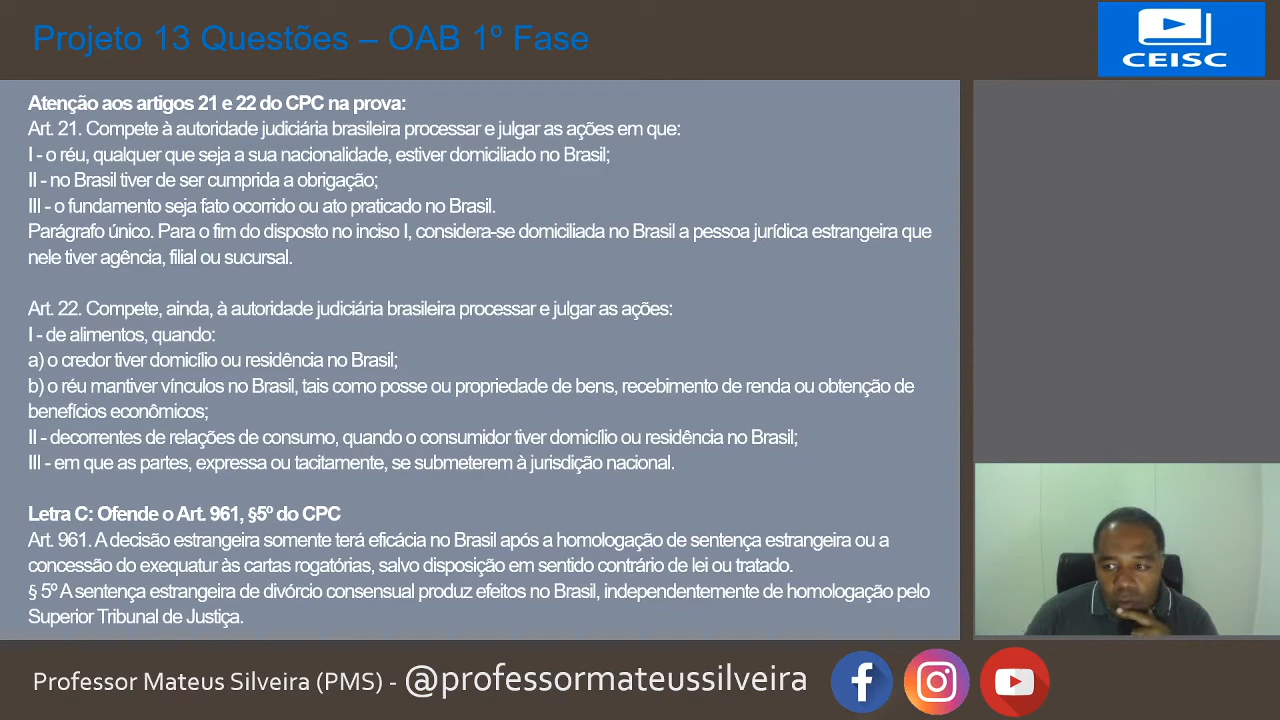 Projeto 13 Questões – OAB 1º Fase
CEISC
Atenção aos artigos 21 e 22 do CPC na prova:
Art. 21. Compete à autoridade judiciária brasileira processar e julgar as ações em que:
I - o réu, qualquer que seja a sua nacionalidade, estiver domiciliado no Brasil;
II - no Brasil tiver de ser cumprida a obrigação;
III - o fundamento seja fato ocorrido ou ato praticado no Brasil.
Parágrafo único. Para o fim do disposto no inciso I, considera-se domiciliada no Brasil a pessoa jurídica estrangeira que
nele tiver agência, filial ou sucursal.
Art. 22. Compete, ainda, à autoridade judiciária brasileira processar e julgar as ações:
I - de alimentos, quando:
a) o credor tiver domicílio ou residência no Brasil;
b) o réu mantiver vínculos no Brasil, tais como posse ou propriedade de bens, recebimento de renda ou obtenção de
benefícios econômicos;
II - decorrentes de relações de consumo, quando o consumidor tiver domicílio ou residência no Brasil;
III - em que as partes, expressa ou tacitamente, se submeterem à jurisdição nacional.
Letra C: Ofende o Art. 961, §5º do CPC
Art. 961. A decisão estrangeira somente terá eficácia no Brasil após a homologação de sentença estrangeira ou a
concessão do exequatur às cartas rogatórias, salvo disposição em sentido contrário de lei ou tratado.
§ 5º A sentença estrangeira de divórcio consensual produz efeitos no Brasil, independentemente de homologação pelo
Superior Tribunal de Justiça.
Professor Mateus Silveira (PMS) - @professormateussilveira